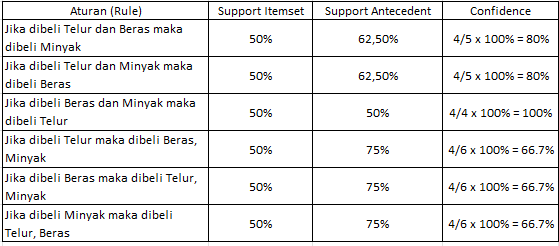 Aturan (Rule) Support Itemset Support Antecedent Confidence
Jika dibeli Telur dan Beras maka
dibeli Minyak 50% 62,50% 4/5 x 100% = 80%
Jika dibeli Telur dan Minyak maka
dibeli Beras 50% 62,50% 4/5 x 100% = 80%
Jika dibeli Beras dan Minyak maka
dibeli Telur 50% 50% 4/4 x 100% = 100%
Jika dibeli Telur maka dibeli Beras,
Minyak 50% 75% 4/6 x 100% = 66.7%
Jika dibeli Beras maka dibeli Telur,
Minyak 50% 75% 4/6 x 100% = 66.7%
Jika dibeli Minyak maka dibeli
Telur, Beras 50% 75% 4/6 x 100% = 66.7%